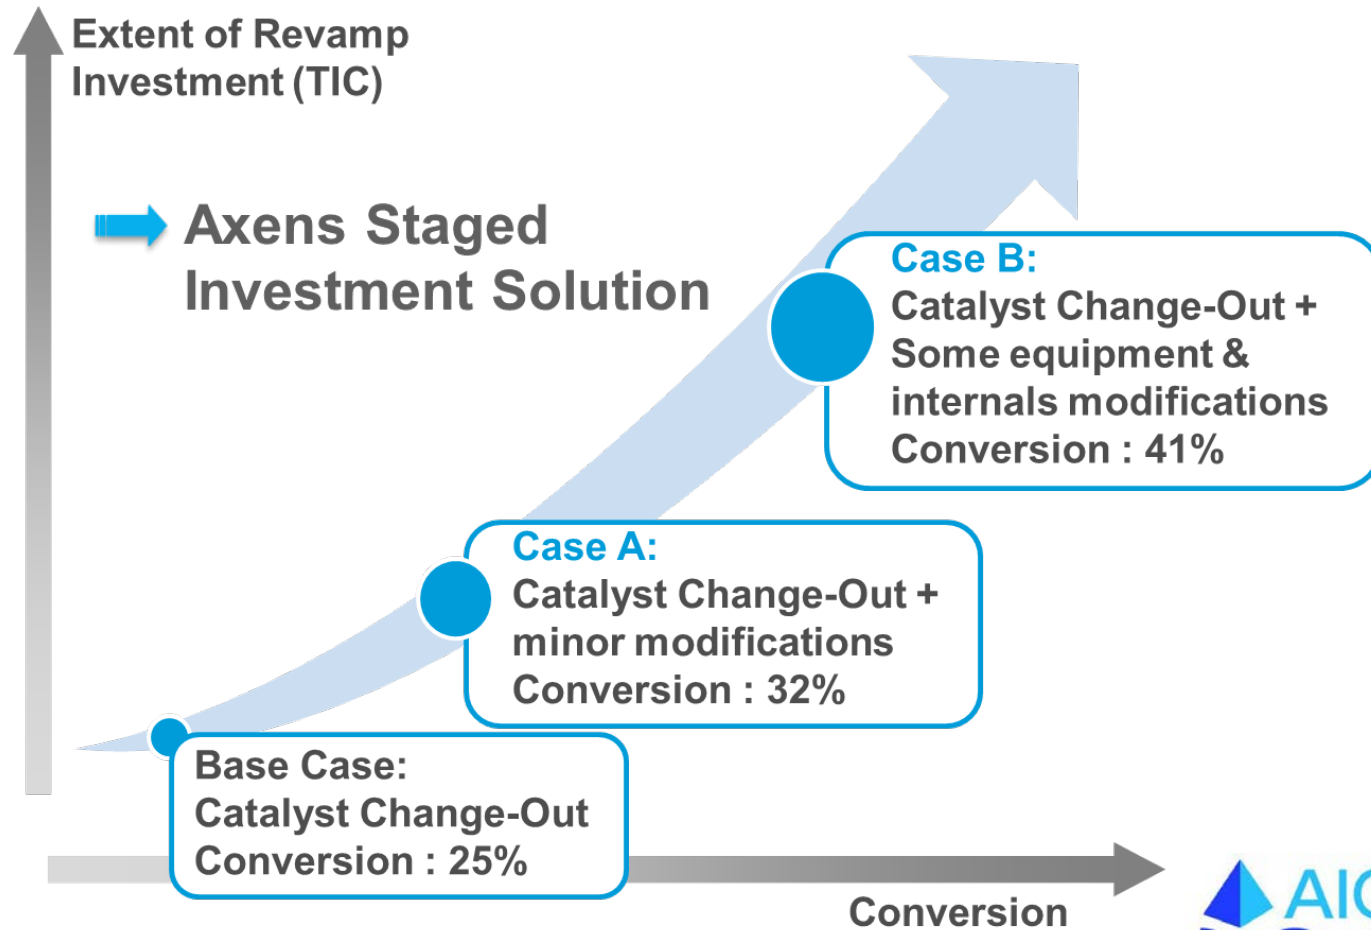 Extent of Revamp
Investment (TIC)
Axens Staged
Investment Solution
Case B:
Catalyst Change-Out +
Some equipment &
internals modifications
Conversion : 41%
Case A:
Catalyst Change-Out +
minor modifications
Conversion : 32%
Base Case:
Catalyst Change-Out
Conversion : 25%
Conversion